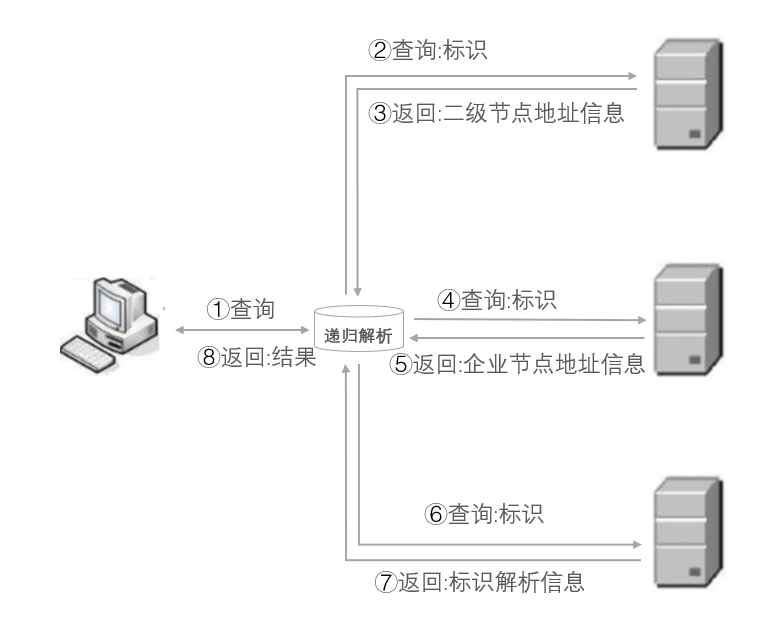 ②查询:标识
③返回:二级节点地址信息
①查询
④查询:标识
递归解析
⑧返回:结果
⑤返回:企业节点地址信息
⑥查询:标识
⑦返回:标识解析信息